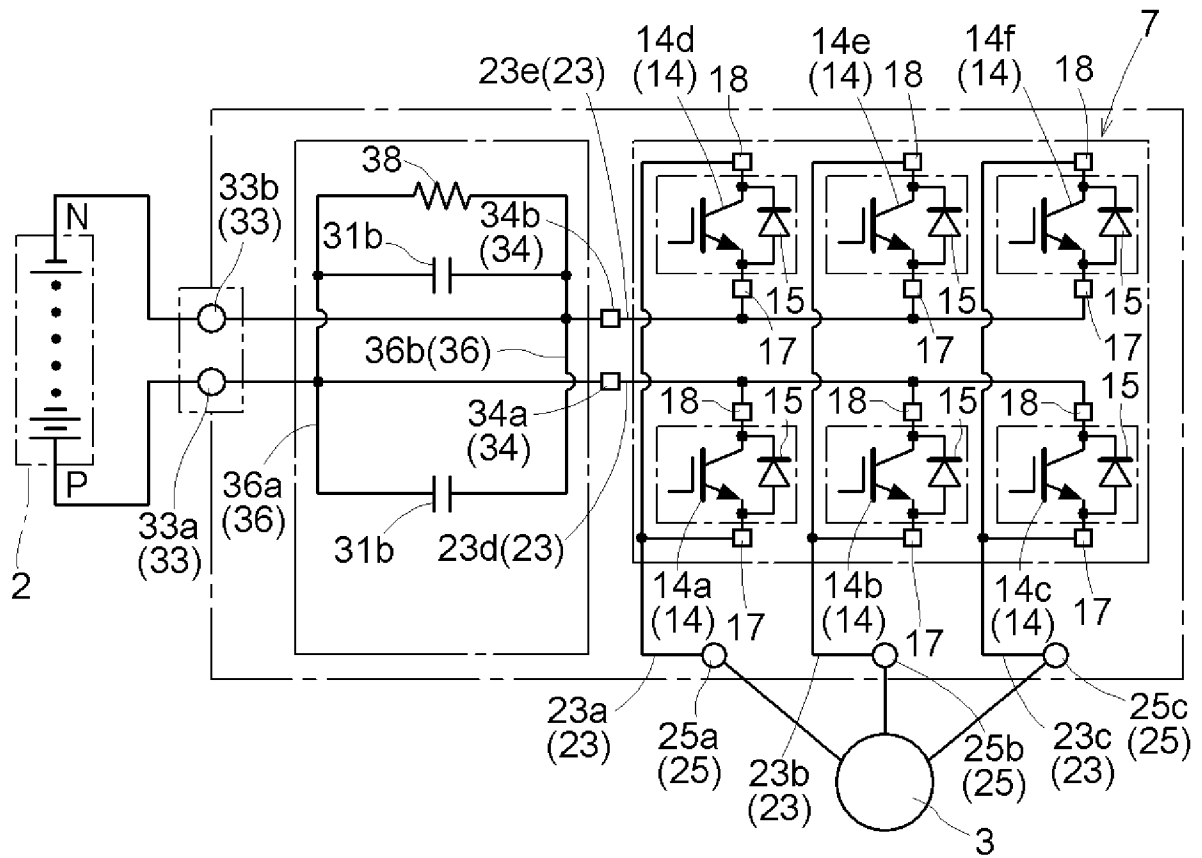 7
14d
(14)
18
14e
(14)
18
14f
(14)
18
23e(23)
38
33b
(33)
34b
(34)
31b
N
15
15
15
17
17
17
36b(36)
34a
(34)
18
15
18
15
18
15
P
2
33a
(33)
36a
(36)
31b
23d(23)
14a
(14)
17
14b
(14)
17
14c
(14)
17
23a
(23)
25a
(25)
23b
(23)
25b
(25)
23c
(23)
25c
(25)
3